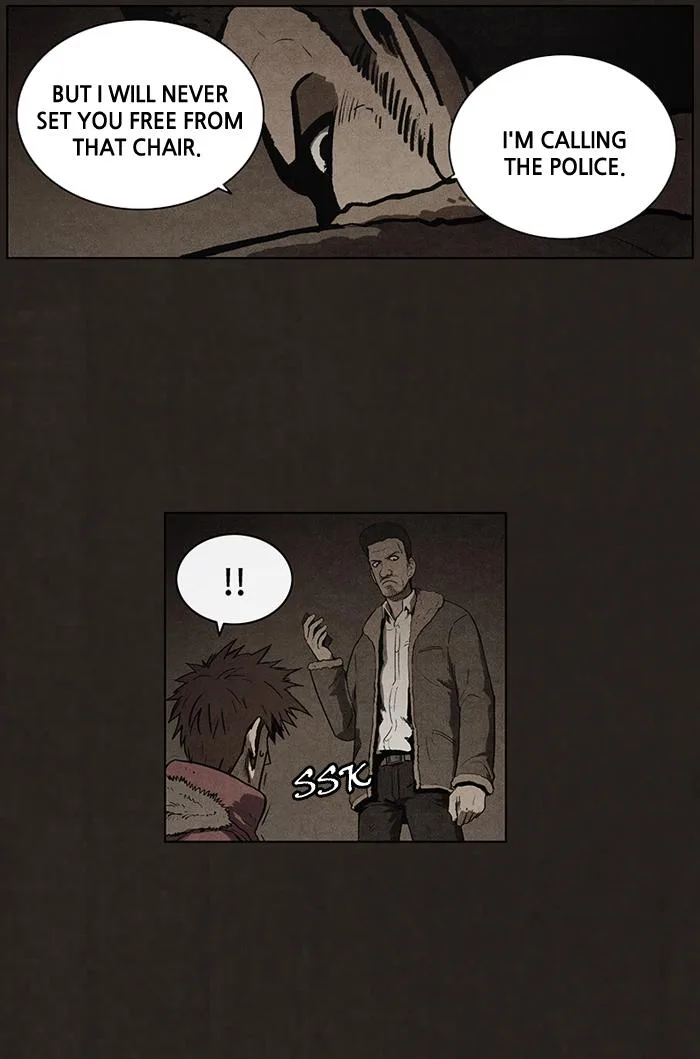 BUT I WILL NEVER
SET YOU FREE FROM
THAT CHAIR.
I'M CALLING
THE POLICE.
!!
SSK